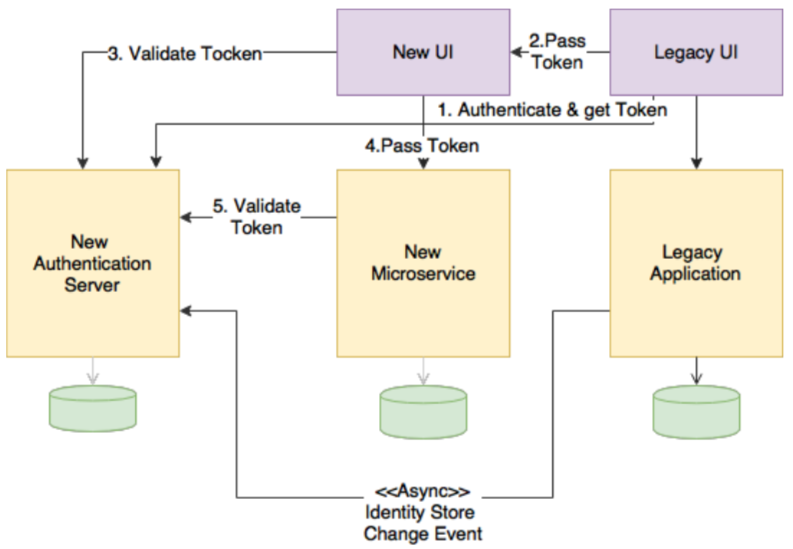 3. Validate Tocken
New UI
2.Pass
Token
Legacy UI
1. Authenticate & get Token
4.Pass Token
New
Authentication
Server
5. Validate
Token
New
Microservice
Legacy
Application
<<Async>>
Identity Store
Change Event